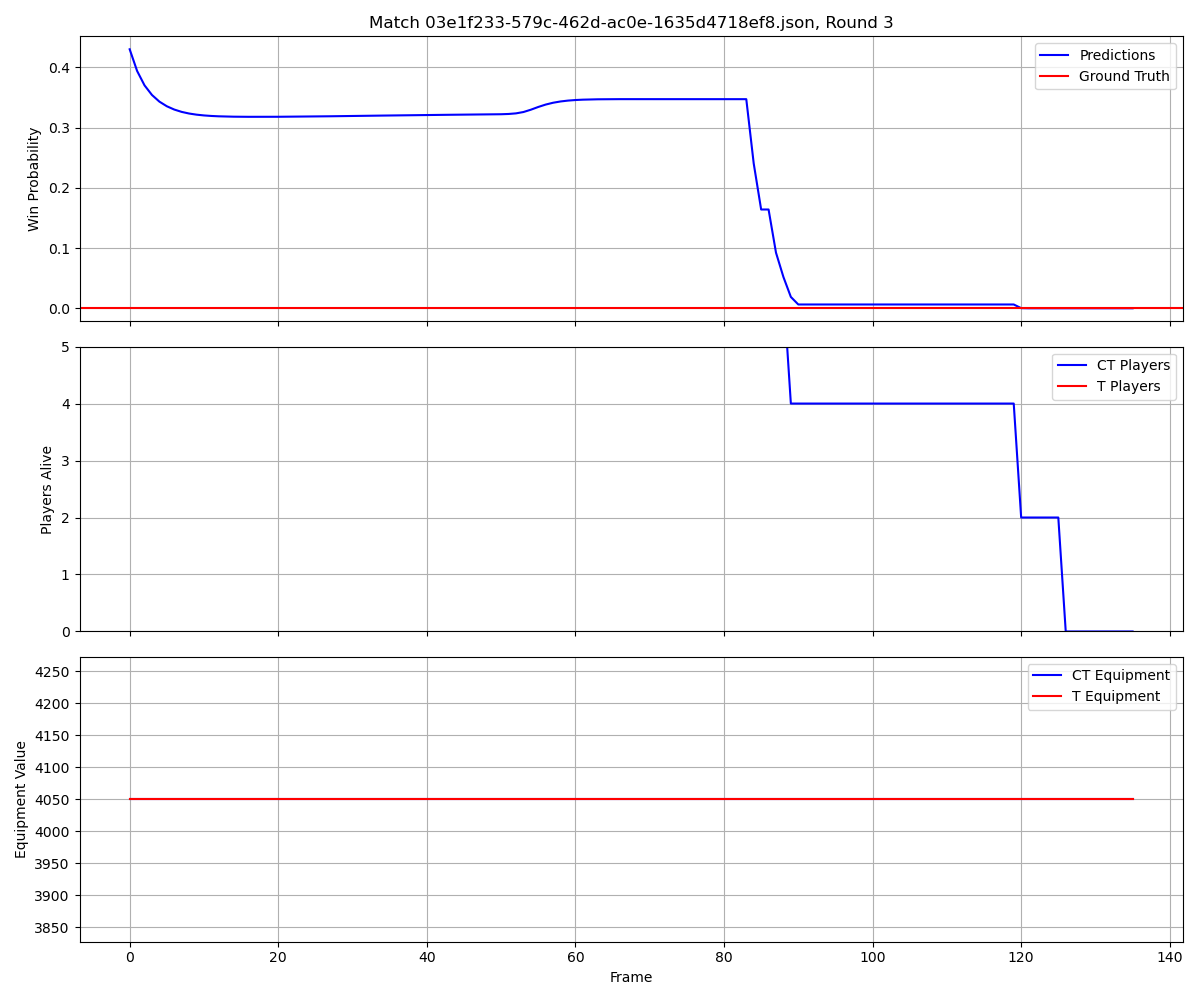 Match 03e1f233-579c-462d-ac0e-1635d4718ef8.json, Round 3
Win Probability
0.4
0.3
0.2
0.1
0.0
Predictions
Ground Truth
Players Alive
5
4
3
2
1
0
CT Players
T Players
Equipment Value
4250
4200
4150
4100
4050
4000
3950
3900
3850
CT Equipment
T Equipment
0 20 40 60 80 100 120 140
Frame